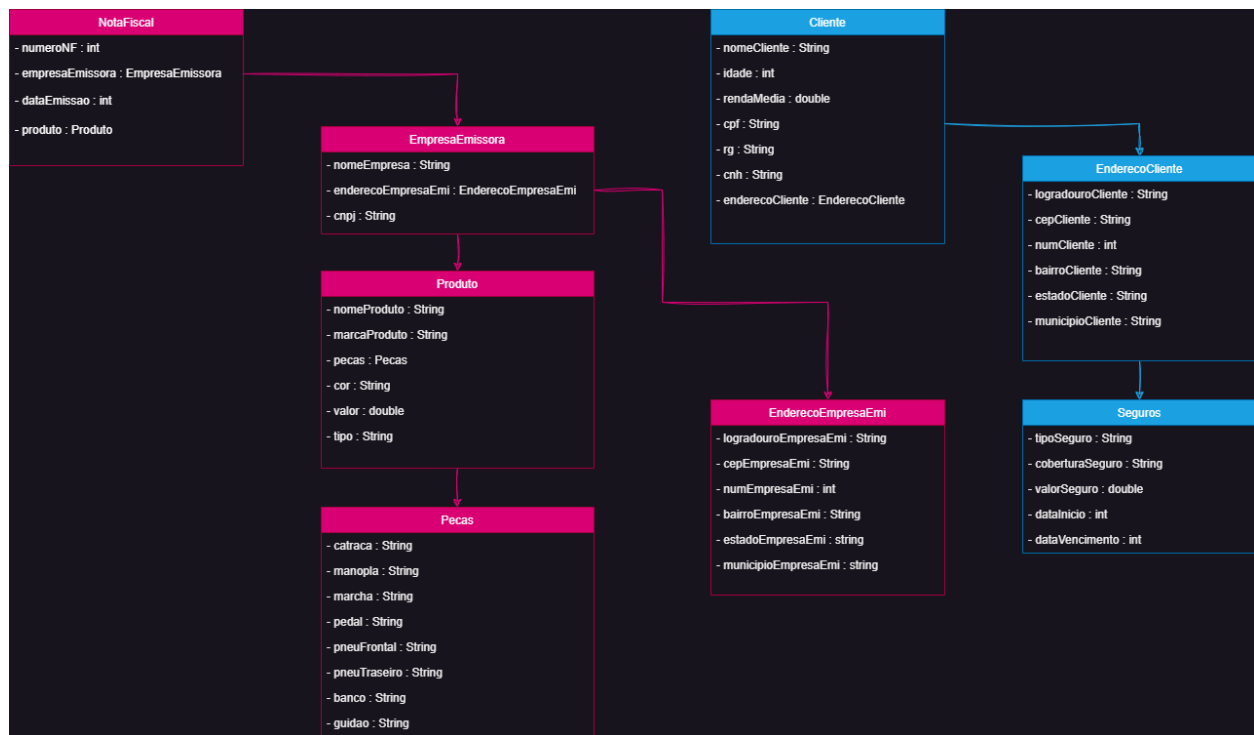 NotaFiscal
- numeroNF : int
- empresaEmissora : EmpresaEmissora
- dataEmissao : int
- produto : Produto
EmpresaEmissora
- nomeEmpresa : String
- enderecoEmpresaEmi : EnderecoEmpresaEmi
- cnpj : String
Produto
- nomeProduto : String
- marcaProduto : String
- pecas : Pecas
- cor : String
- valor : double
- tipo : String
Pecas
- catraca : String
- manopla : String
- marcha : String
- pedal : String
- pneuFrontal : String
- pneuTraseiro : String
- banco : String
- guidao : String
Cliente
- nomeCliente : String
- idade : int
- rendaMedia : double
- cpf : String
- rg : String
- cnh : String
- enderecoCliente : EnderecoCliente
EnderecoEmpresaEmi
- logradouroEmpresaEmi : String
- cepEmpresaEmi : String
- numEmpresaEmi : int
- bairroEmpresaEmi : String
- estadoEmpresaEmi : string
- municipioEmpresaEmi : string
EnderecoCliente
- logradouroCliente : String
- cepCliente : String
- numCliente : int
- bairroCliente : String
- estadoCliente : String
- municipioCliente : String
Seguros
- tipoSeguro : String
- coberturaSeguro : String
- valorSeguro : double
- dataInicio : int
- dataVencimento : int